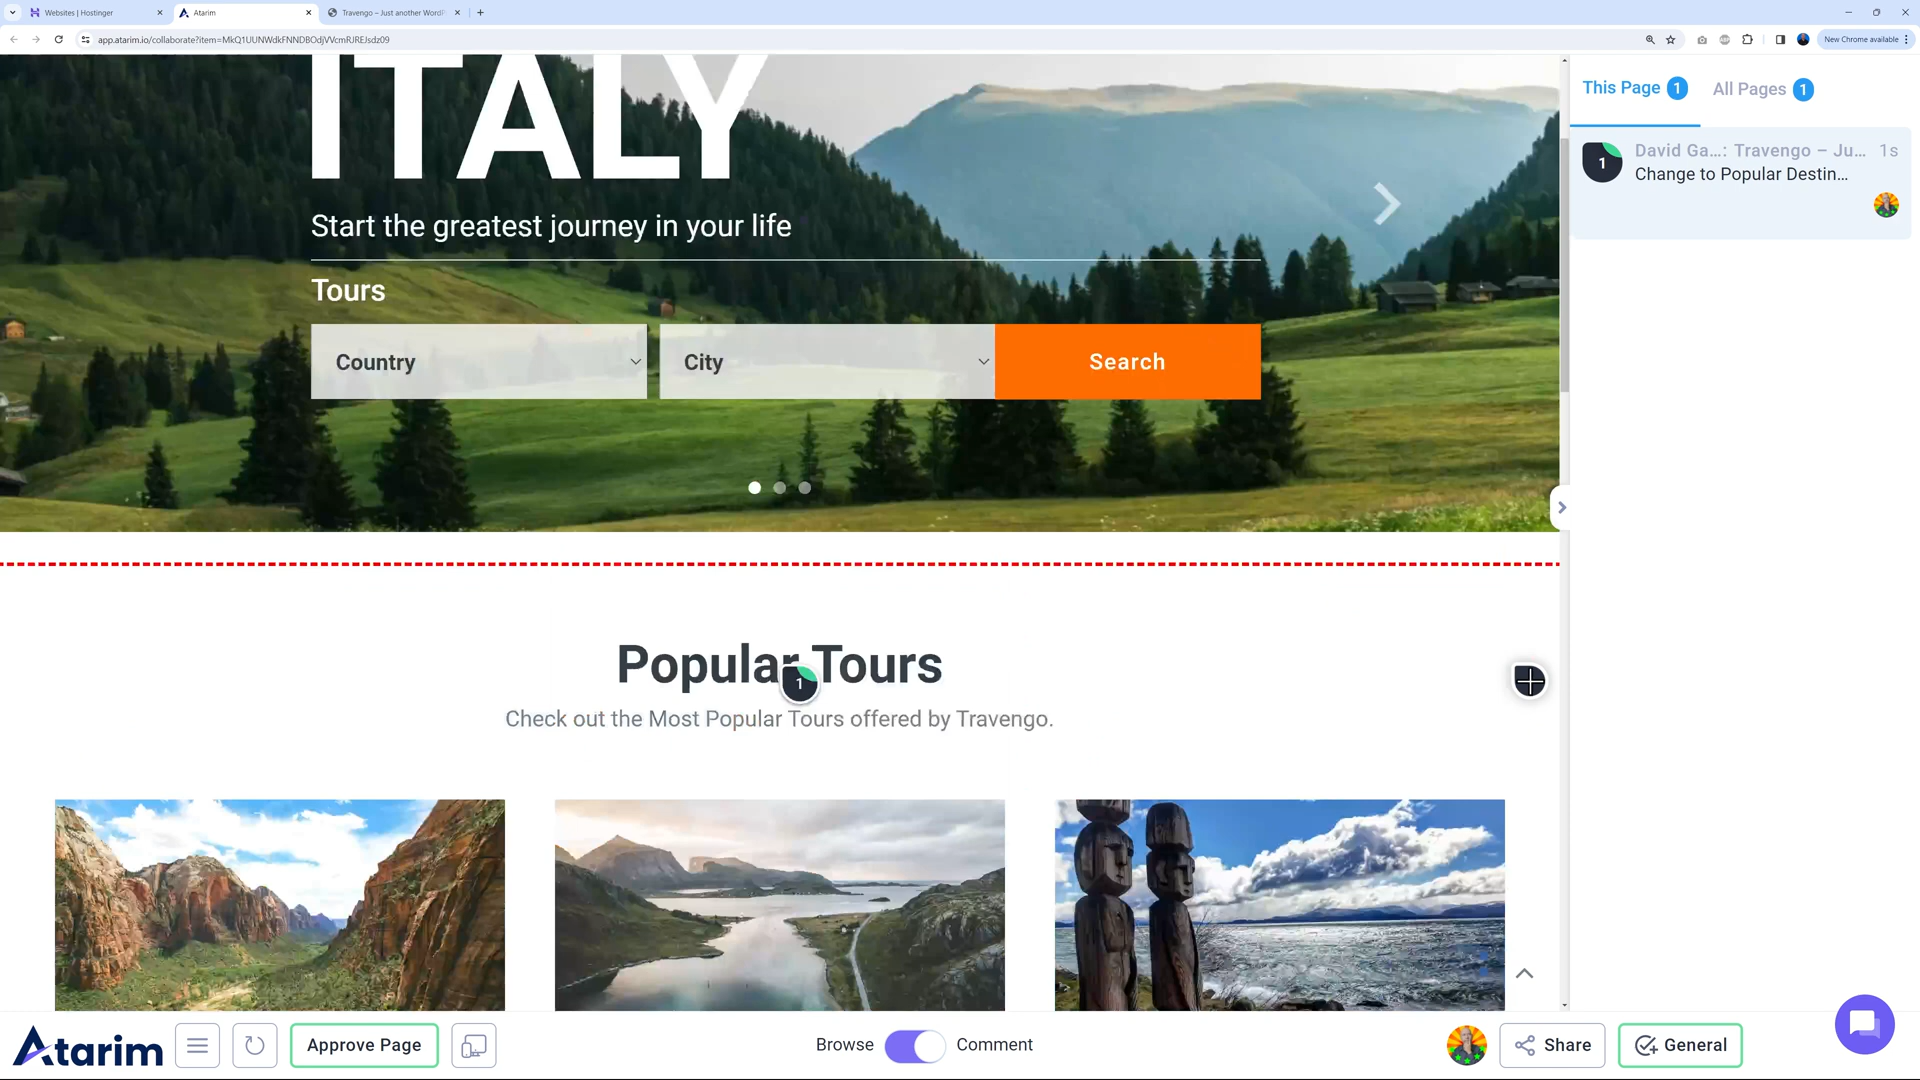 Websites | Hostinger
Atarim
Travengo – Just another WordP
app.atarim.io/collaborate?item=MkQ1UUNWdkFNNDBOdjVVcmRJREJsdz09
New Chrome available
ITALY
Start the greatest journey in your life
Tours
Country
City
Search
This Page 1
All Pages 1
1
David Ga...: Travengo – Ju... 1s
Change to Popular Destin...
Popular Tours
1
Check out the Most Popular Tours offered by Travengo.
Atarim
Approve Page
Browse
Comment
Share
General